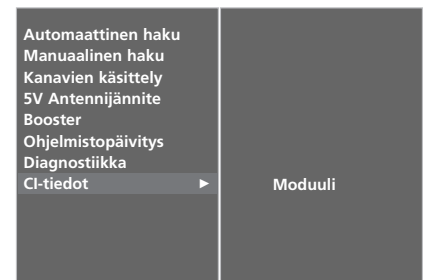 Automaattinen haku
Manuaalinen haku
Kanavien käsittely
5V Antennijännite
Booster
Ohjelmistopäivitys
Diagnostiikka
CI-tiedot ►
Moduuli